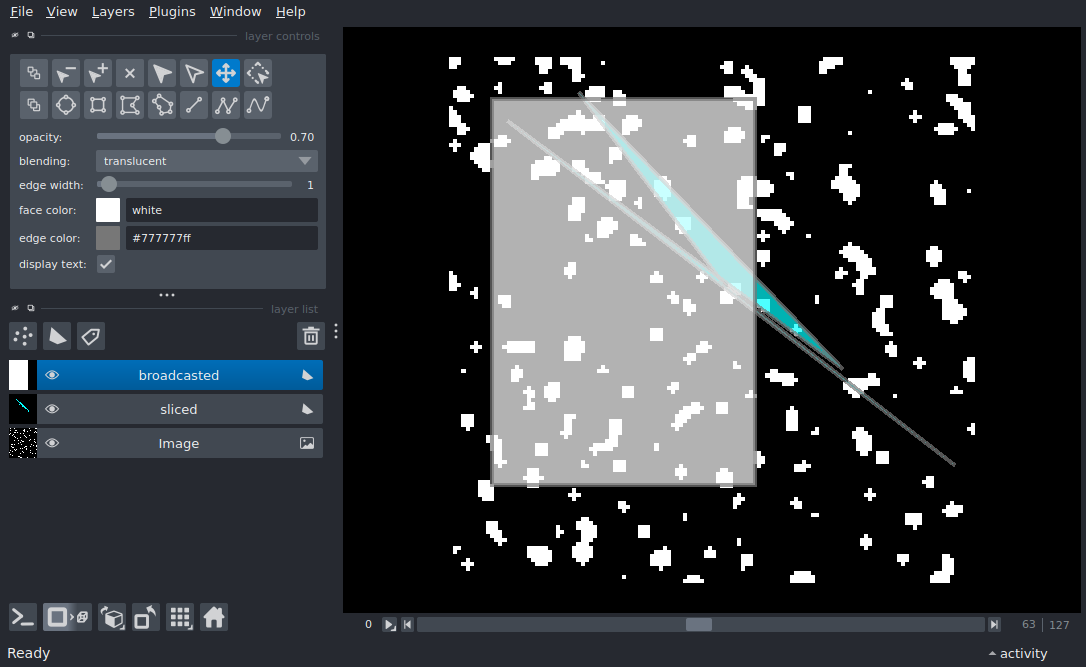 File View Layers Plugins Window Help
layer controls
opacity: 0.70
blending: translucent
edge width: 1
face color: white
edge color: #777777ff
display text:
layer list
broadcasted
sliced
Image
0 63 127
Ready activity